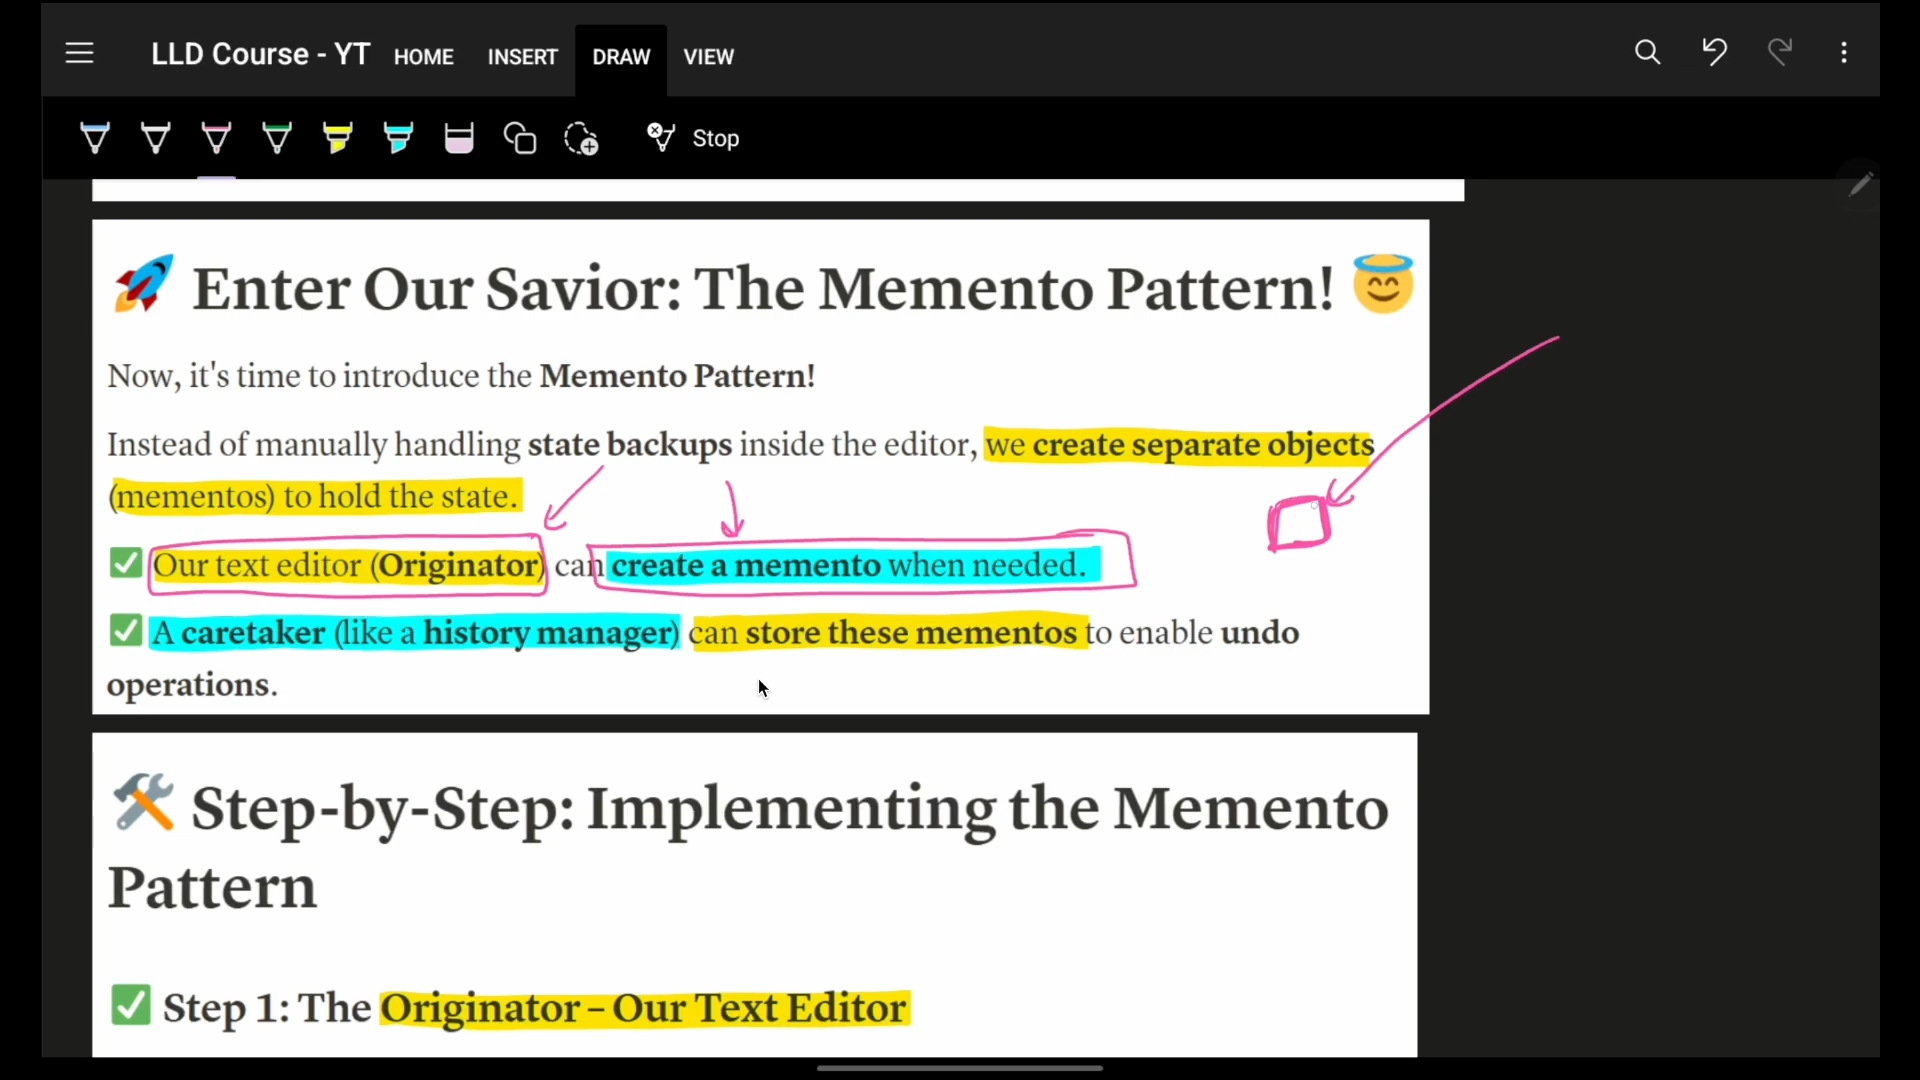 LLD Course - YT HOME INSERT DRAW VIEW
Stop
🚀 Enter Our Savior: The Memento Pattern! 😇
Now, it's time to introduce the Memento Pattern!
Instead of manually handling state backups inside the editor, we create separate objects
(mementos) to hold the state.
✅ Our text editor (Originator) can create a memento when needed.
✅ A caretaker (like a history manager) can store these mementos to enable undo
operations.
🛠️ Step-by-Step: Implementing the Memento
Pattern
✅ Step 1: The Originator – Our Text Editor